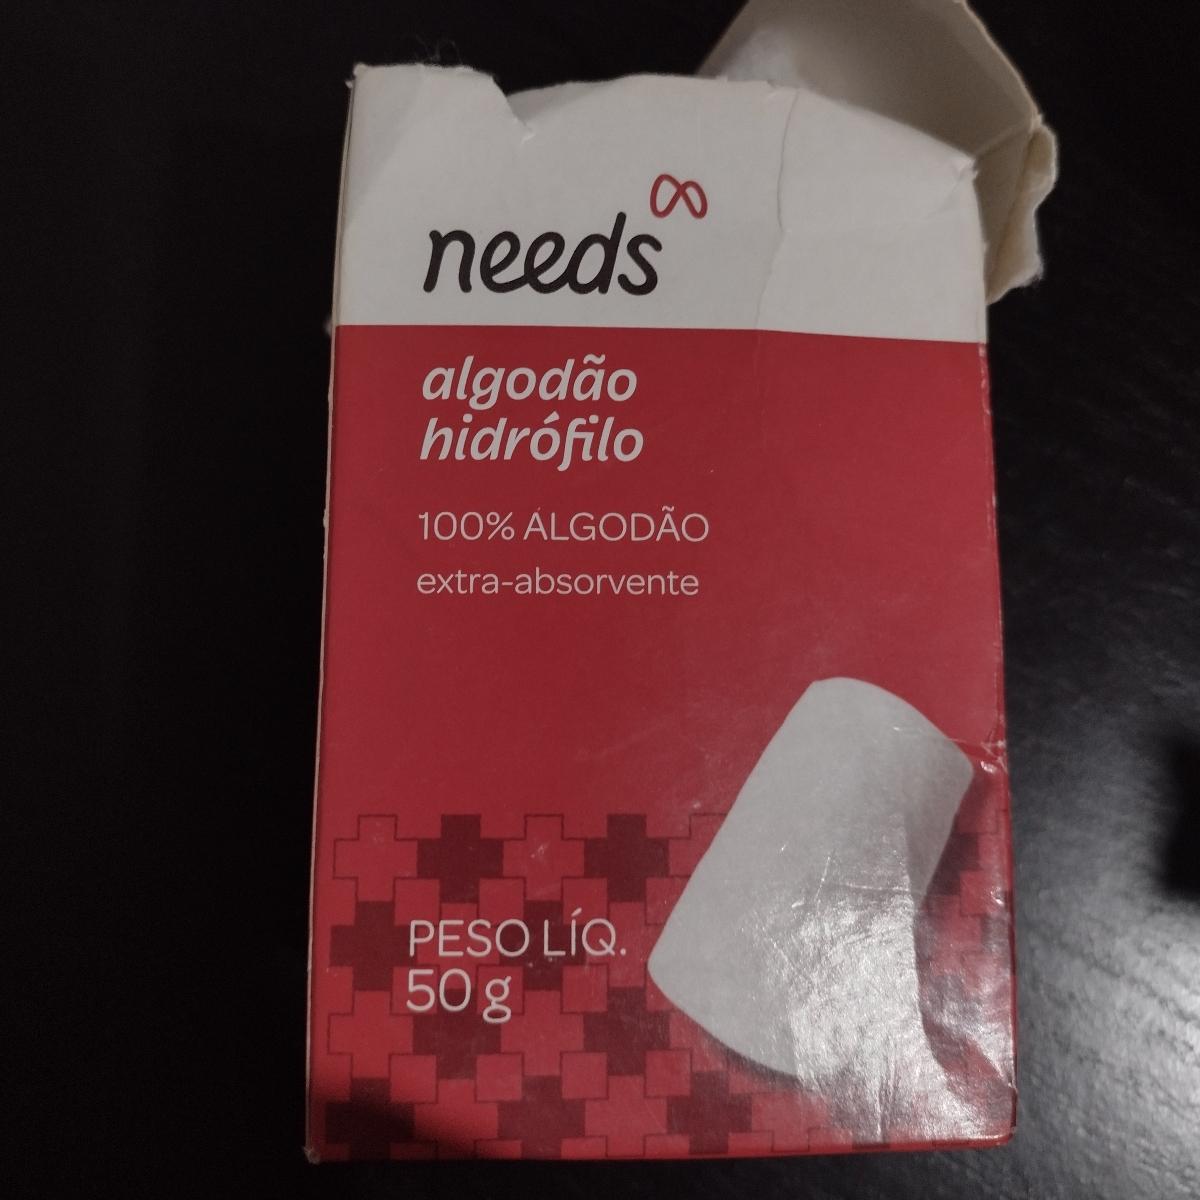 needs
algodão
hidrófilo
100% ALGODÃO
extra-absorvente
PESO LÍQ.
50 g